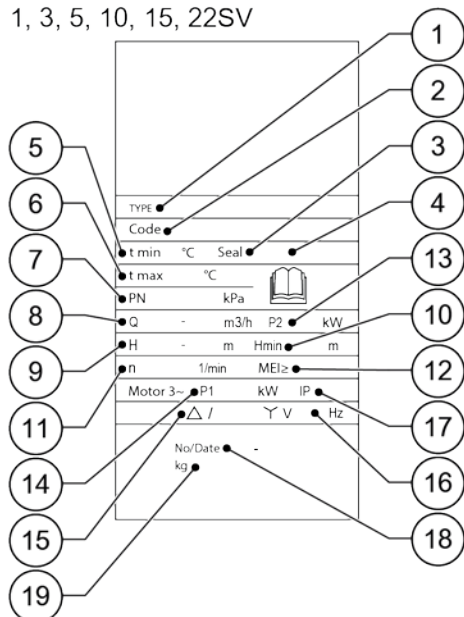 1, 3, 5, 10, 15, 22SV
1
2
3
4
5
6
7
8
9
11
13
10
12
17
14
15
16
18
19
TYPE
Code
t min °C Seal
t max °C
PN kPa
Q - m3/h P2 kW
H - m Hmin m
n 1/min MEI≥
Motor 3~ P1 kW IP
△ / Y V Hz
No/Date -
kg